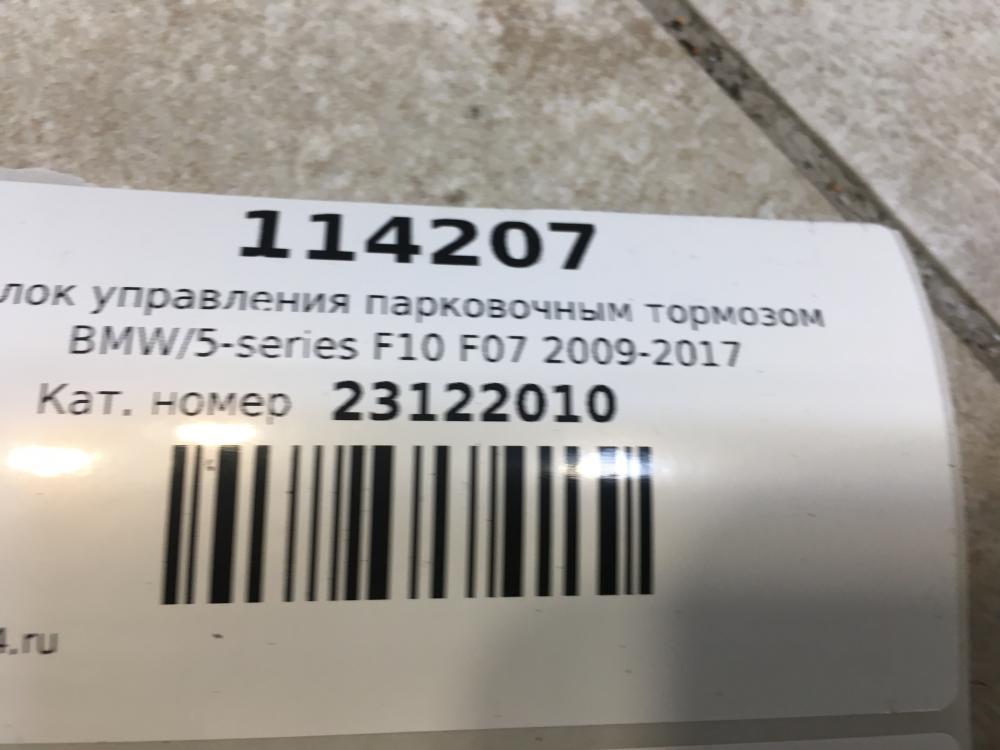 114207
лок управления парковочным тормозом
BMW/5-series F10 F07 2009-2017
Кат. номер 23122010
4.ru